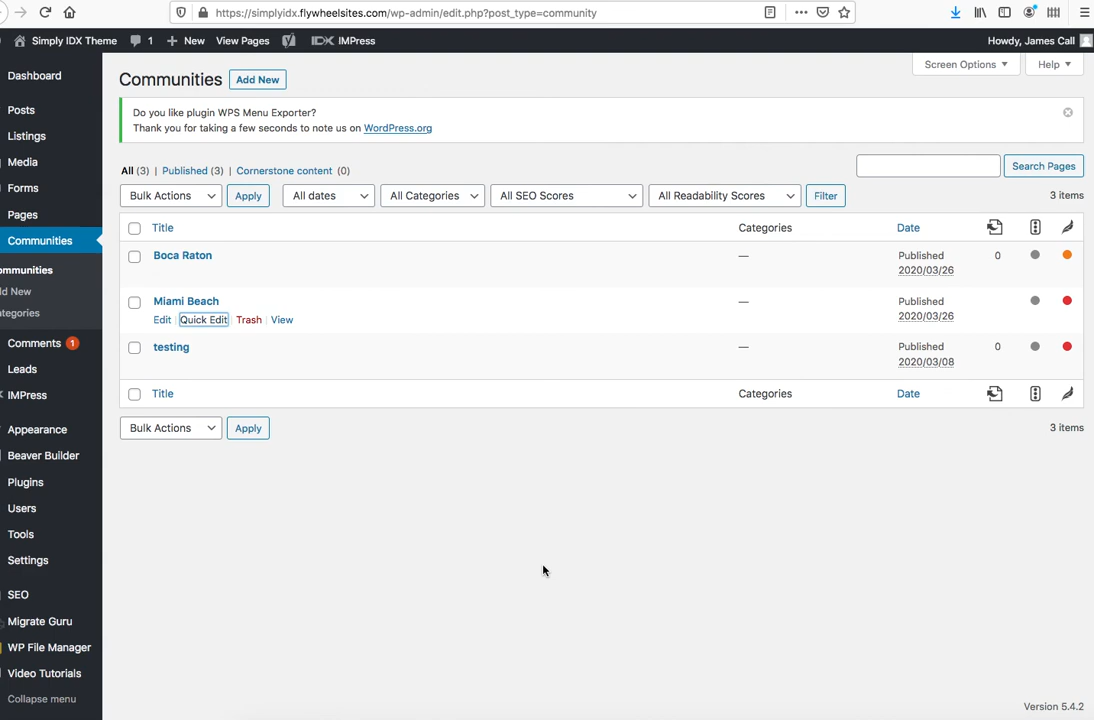 https://simplyidx.flywheelsites.com/wp-admin/edit.php?post_type=community
Simply IDX Theme 1 New View Pages IDX IMPress Howdy, James Call
Screen Options Help
Communities Add New
Do you like plugin WPS Menu Exporter?
Thank you for taking a few seconds to note us on WordPress.org
All (3) | Published (3) | Cornerstone content (0)
Search Pages
Bulk Actions Apply All dates All Categories All SEO Scores All Readability Scores Filter 3 items
Title Categories Date
Boca Raton — Published 0
2020/03/26
Miami Beach — Published
Edit | Quick Edit | Trash | View 2020/03/26
testing — Published 0
2020/03/08
Title Categories Date
Bulk Actions Apply 3 items
Dashboard
Posts
Listings
Media
Forms
Pages
Communities
ommunities
ld New
ategories
Comments 1
Leads
IMPress
Appearance
Beaver Builder
Plugins
Users
Tools
Settings
SEO
Migrate Guru
WP File Manager
Video Tutorials
Collapse menu
Version 5.4.2